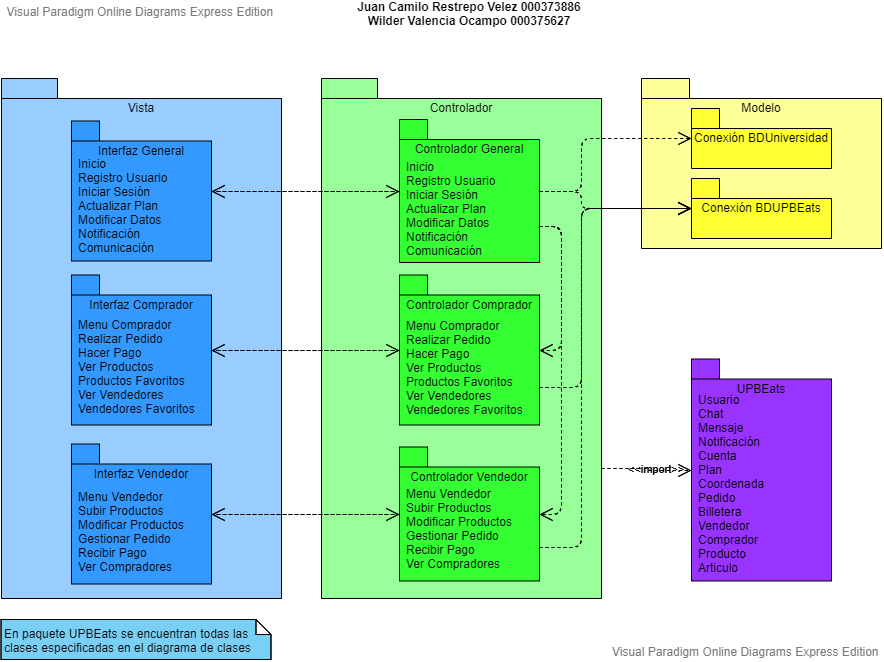 Visual Paradigm Online Diagrams Express Edition
Juan Camilo Restrepo Velez 000373886
Wilder Valencia Ocampo 000375627
Vista
Interfaz General
Inicio
Registro Usuario
Iniciar Sesión
Actualizar Plan
Modificar Datos
Notificación
Comunicación
Interfaz Comprador
Menu Comprador
Realizar Pedido
Hacer Pago
Ver Productos
Productos Favoritos
Ver Vendedores
Vendedores Favoritos
Interfaz Vendedor
Menu Vendedor
Subir Productos
Modificar Productos
Gestionar Pedido
Recibir Pago
Ver Compradores
Controlador
Controlador General
Inicio
Registro Usuario
Iniciar Sesión
Actualizar Plan
Modificar Datos
Notificación
Comunicación
Controlador Comprador
Menu Comprador
Realizar Pedido
Hacer Pago
Ver Productos
Productos Favoritos
Ver Vendedores
Vendedores Favoritos
Controlador Vendedor
Menu Vendedor
Subir Productos
Modificar Productos
Gestionar Pedido
Recibir Pago
Ver Compradores
Modelo
Conexión BDUniversidad
Conexión BDUPBEats
<<import>>
UPBEats
Usuario
Chat
Mensaje
Notificación
Cuenta
Plan
Coordenada
Pedido
Billetera
Vendedor
Comprador
Producto
Articulo
En paquete UPBEats se encuentran todas las
clases especificadas en el diagrama de clases
Visual Paradigm Online Diagrams Express Edition